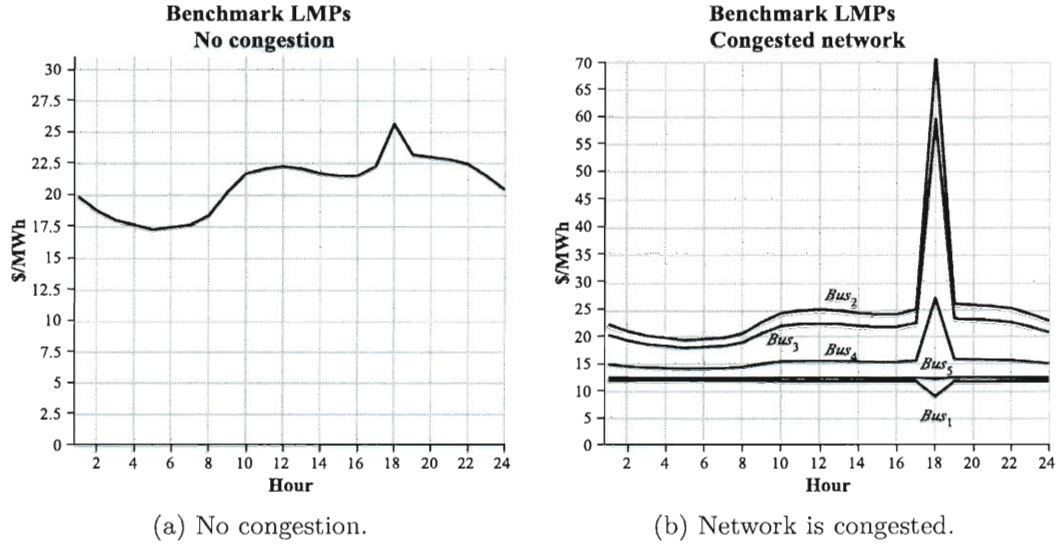 Benchmark LMPs
No congestion
30
27.5
25
22.5
20
17.5
15
12.5
10
7.5
5
2.5
0
$/MWh
2 4 6 8 10 12 14 16 18 20 22 24
Hour
(a) No congestion.
Benchmark LMPs
Congested network
70
65
60
55
50
45
40
35
30
25
20
15
10
5
0
$/MWh
Bus2
Bus3
Bus4
Bus5
Bus1
2 4 6 8 10 12 14 16 18 20 22 24
Hour
(b) Network is congested.